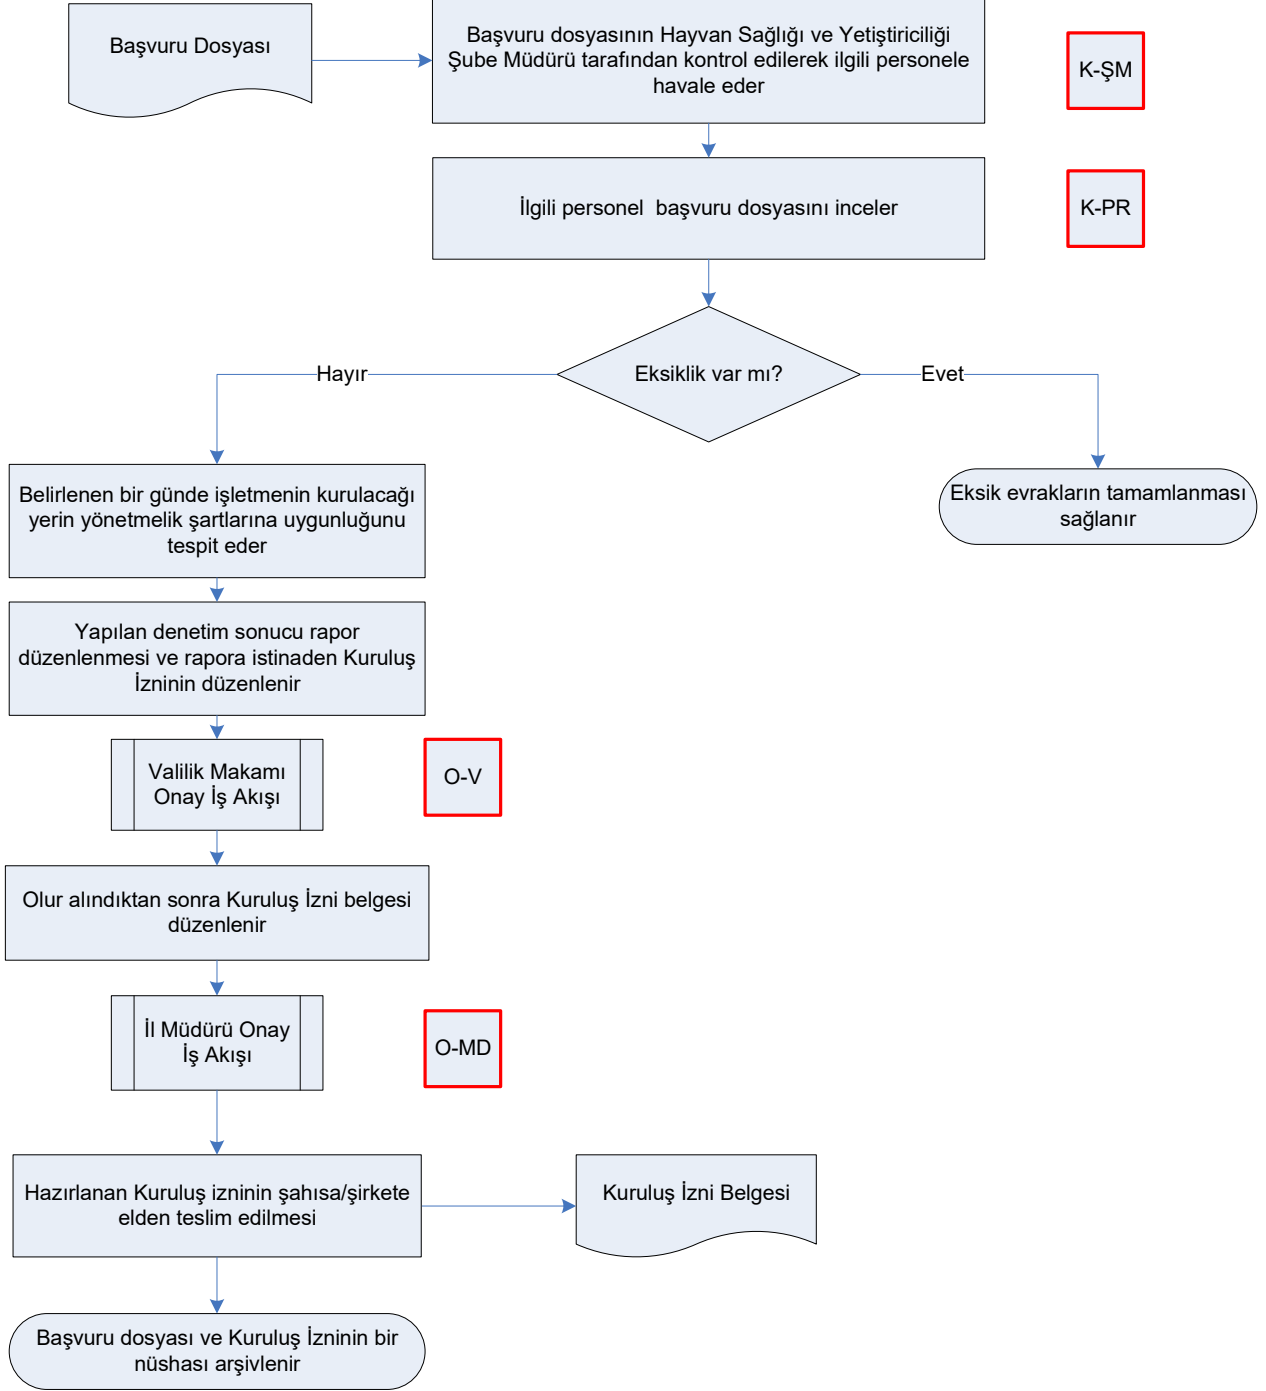 Başvuru Dosyası
Başvuru dosyasının Hayvan Sağlığı ve Yetiştiriciliği
Şube Müdürü tarafından kontrol edilerek ilgili personele
havale eder
K-ŞM
İlgili personel  başvuru dosyasını inceler
K-PR
Eksiklik var mı?
Hayır
Evet
Belirlenen bir günde işletmenin kurulacağı
yerin yönetmelik şartlarına uygunluğunu
tespit eder
Eksik evrakların tamamlanması
sağlanır
Yapılan denetim sonucu rapor
düzenlenmesi ve rapora istinaden Kuruluş
İzninin düzenlenir
Valilik Makamı
Onay İş Akışı
O-V
Olur alındıktan sonra Kuruluş İzni belgesi
düzenlenir
İl Müdürü Onay
İş Akışı
O-MD
Hazırlanan Kuruluş izninin şahısa/şirkete
elden teslim edilmesi
Kuruluş İzni Belgesi
Başvuru dosyası ve Kuruluş İzninin bir
nüshası arşivlenir